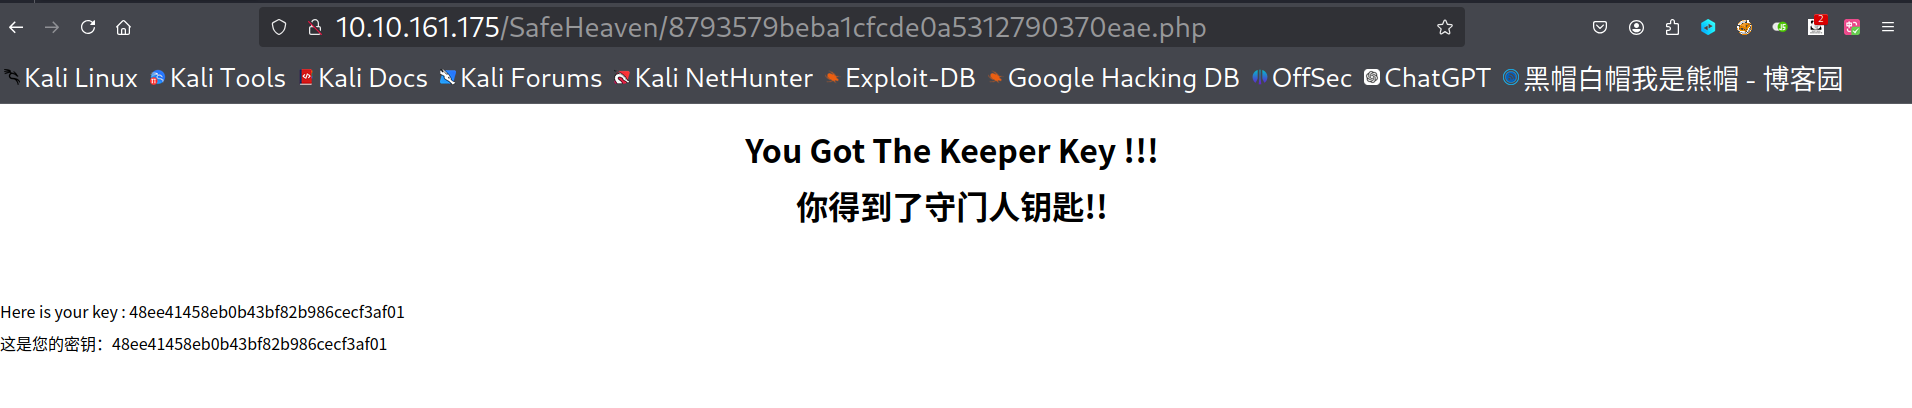 10.10.161.175/SafeHeaven/8793579beba1cfcde0a5312790370eae.php
2
Kali Linux Kali Tools Kali Docs Kali Forums Kali NetHunter Exploit-DB Google Hacking DB OffSec ChatGPT 黑帽白帽我是熊帽 - 博客园
You Got The Keeper Key !!!
你得到了守门人钥匙!!
Here is your key : 48ee41458eb0b43bf82b986cecf3af01
这是您的密钥：48ee41458eb0b43bf82b986cecf3af01